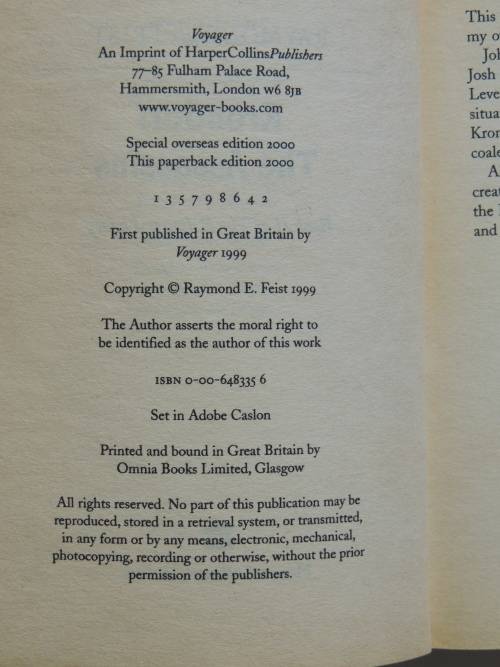 Voyager
An Imprint of HarperCollinsPublishers
77–85 Fulham Palace Road,
Hammersmith, London w6 8JB
www.voyager-books.com
Special overseas edition 2000
This paperback edition 2000
1 3 5 7 9 8 6 4 2
First published in Great Britain by
Voyager 1999
Copyright © Raymond E. Feist 1999
The Author asserts the moral right to
be identified as the author of this work
ISBN 0-00-648335 6
Set in Adobe Caslon
Printed and bound in Great Britain by
Omnia Books Limited, Glasgow
All rights reserved. No part of this publication may be
reproduced, stored in a retrieval system, or transmitted,
in any form or by any means, electronic, mechanical,
photocopying, recording or otherwise, without the prior
permission of the publishers.
This
my
Josh
the
and